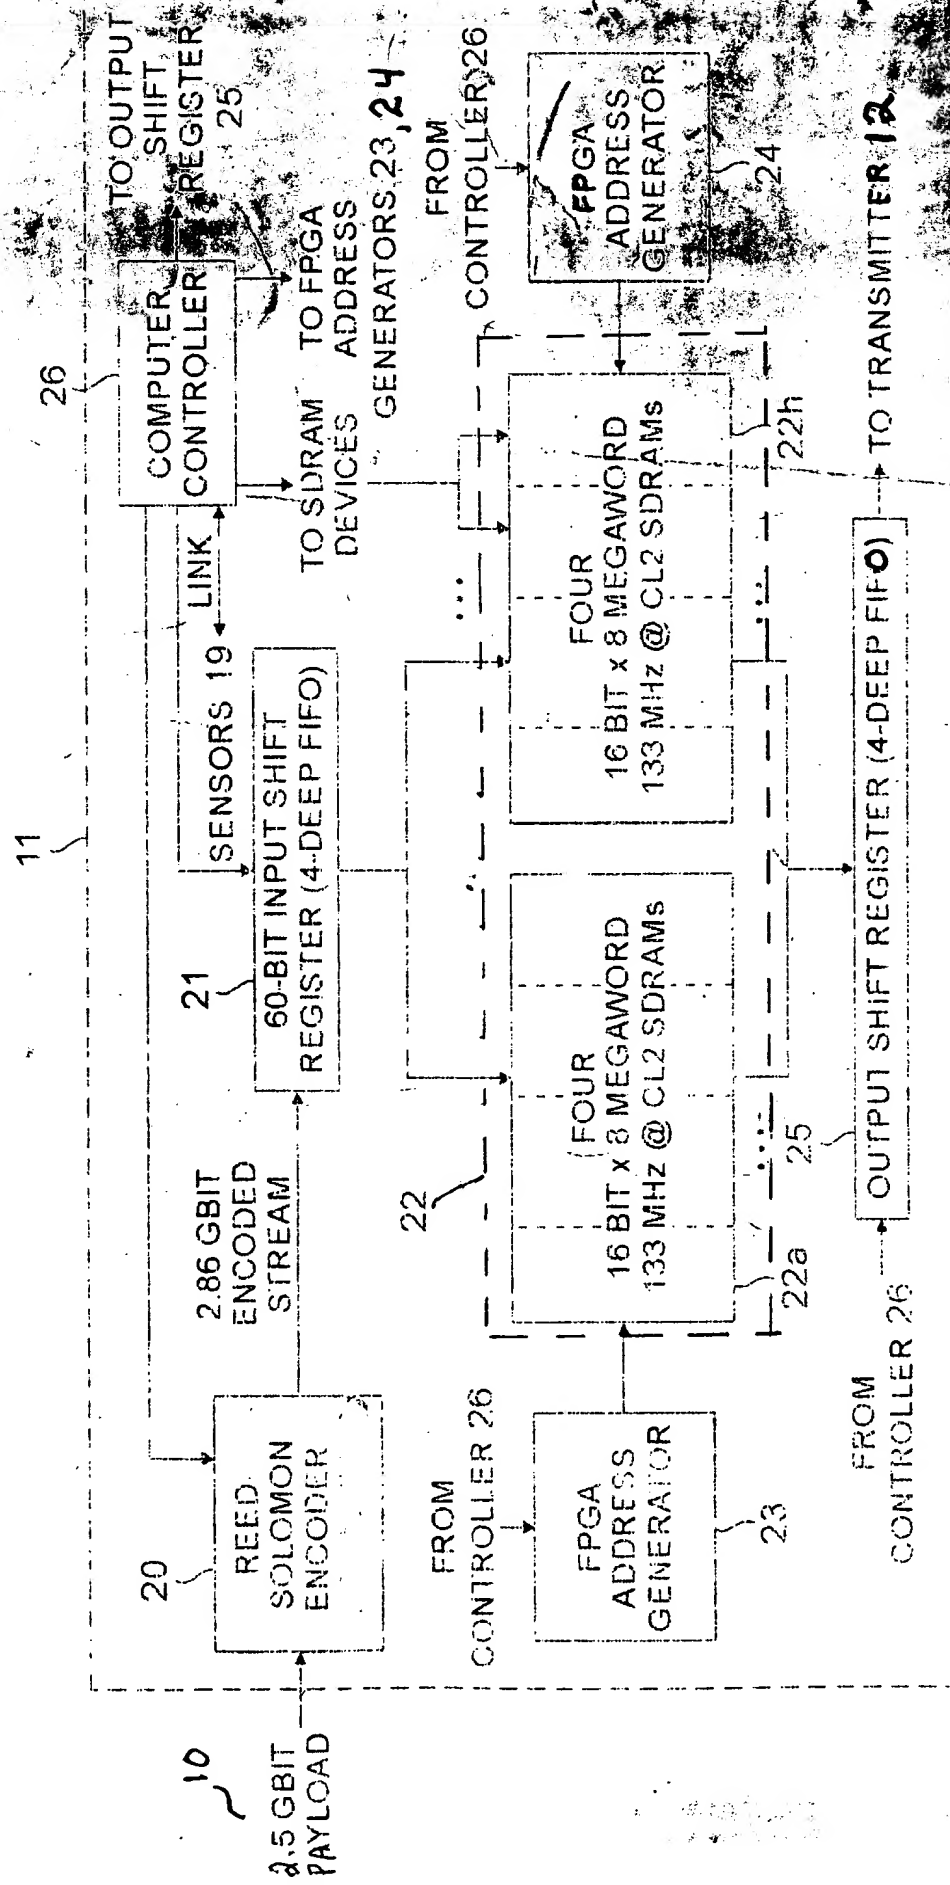 11
10
2.5 GBIT
PAYLOAD
20
REED
SOLOMON
ENCODER
2.86 GBIT
ENCODED
STREAM
21
60-BIT INPUT SHIFT
REGISTER (4-DEEP FIFO)
SENSORS 19
LINK
26
COMPUTER
CONTROLLER
TO OUTPUT
SHIFT
REGISTER
25
TO SDRAM
DEVICES
TO FPGA
ADDRESS
GENERATORS 23, 24
FROM
CONTROLLER 26
FPGA
ADDRESS
GENERATOR
23
22
FOUR
16 BIT x 8 MEGAWORD
133 MHz @ CL2 SDRAMs
22a
...
...
FOUR
16 BIT x 8 MEGAWORD
133 MHz @ CL2 SDRAMs
22h
...
FROM
CONTROLLER 26
FPGA
ADDRESS
GENERATOR
24
FROM
CONTROLLER 26
25
OUTPUT SHIFT REGISTER (4-DEEP FIFO)
TO TRANSMITTER 12